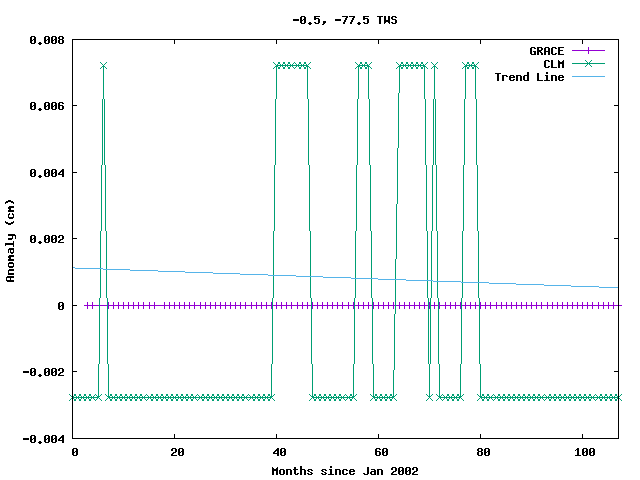 -0.5, -77.5 TWS
GRACE
CLM
Trend Line
0.008
0.006
0.004
0.002
0
-0.002
-0.004
Anomaly (cm)
0 20 40 60 80 100
Months since Jan 2002